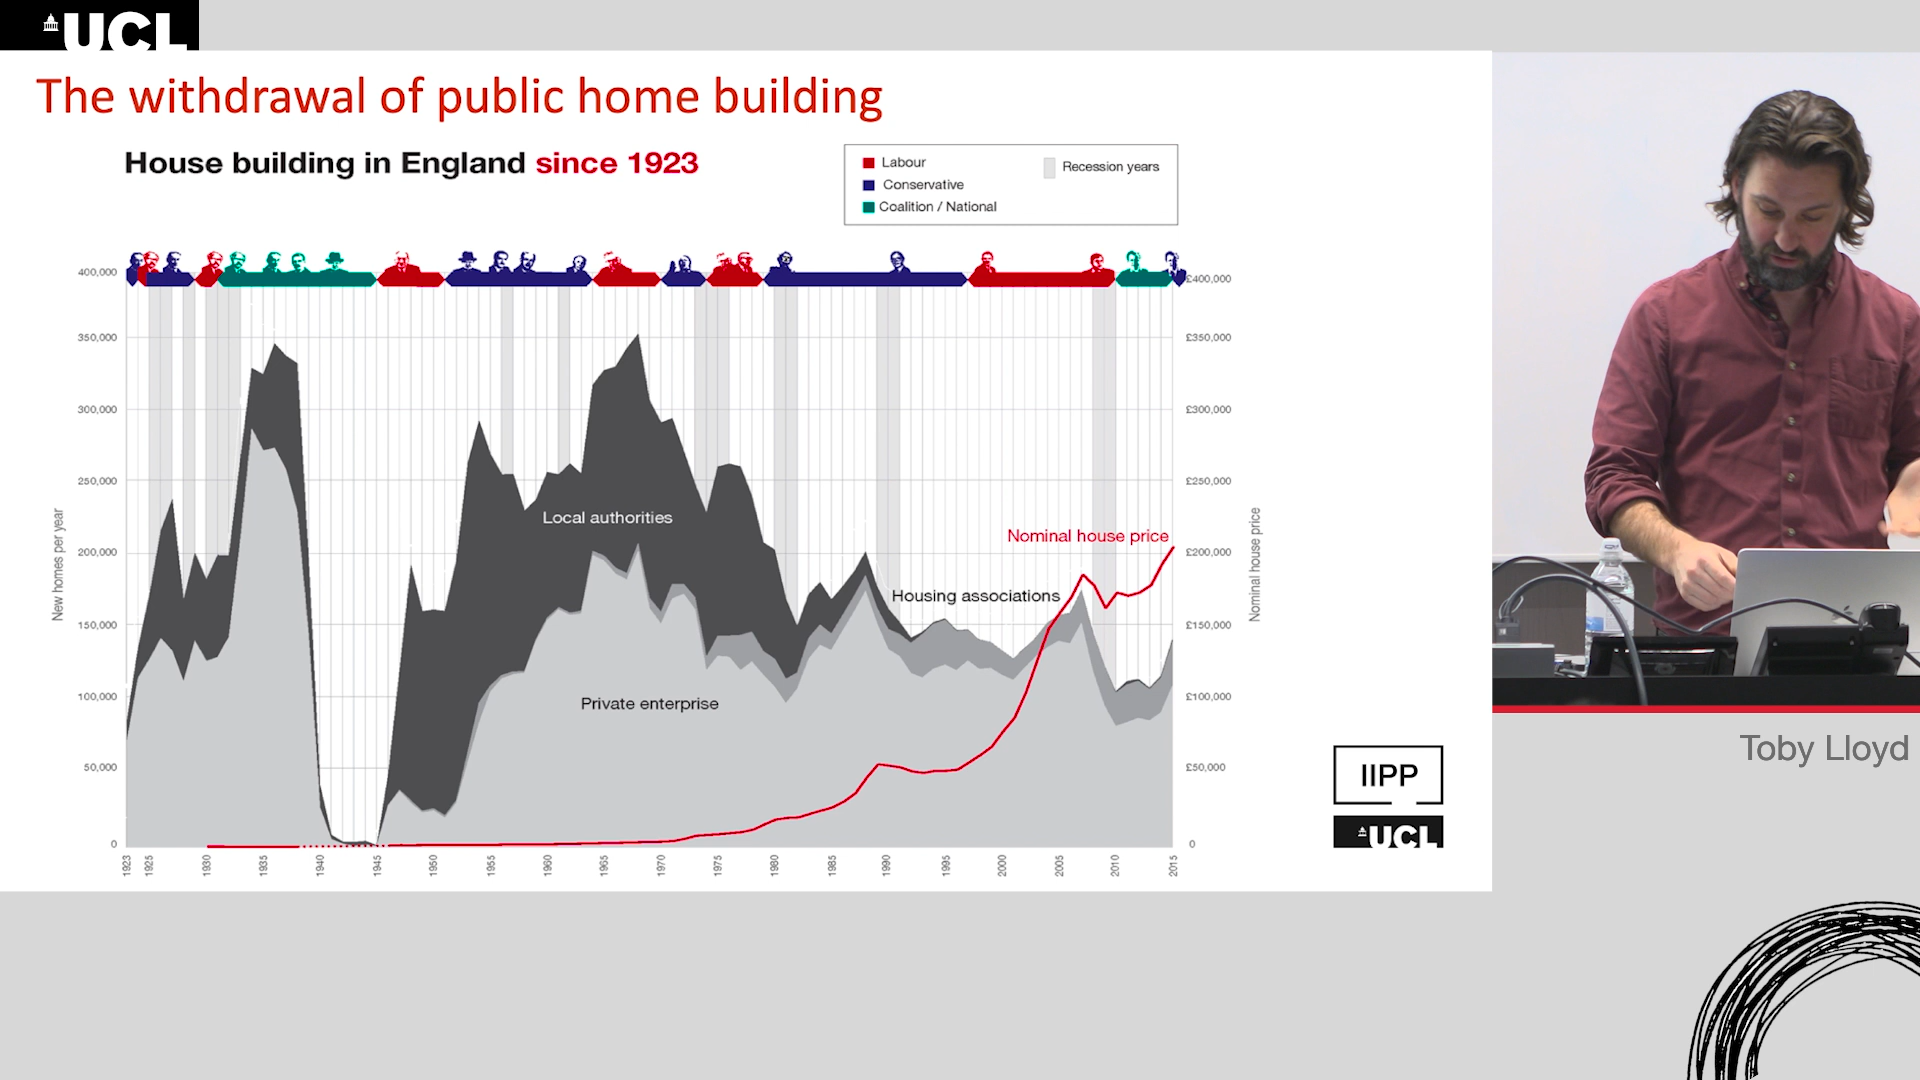 UCL
The withdrawal of public home building
House building in England since 1923
Labour
Conservative
Coalition / National
Recession years
400,000
350,000
300,000
250,000
200,000
150,000
100,000
50,000
0
New homes per year
£400,000
£350,000
£300,000
£250,000
£200,000
£150,000
£100,000
£50,000
0
Nominal house price
Local authorities
Nominal house price
Housing associations
Private enterprise
1923
1925
1930
1935
1940
1945
1950
1955
1960
1965
1970
1975
1980
1985
1990
1995
2000
2005
2010
2015
IIPP
UCL
Toby Lloyd